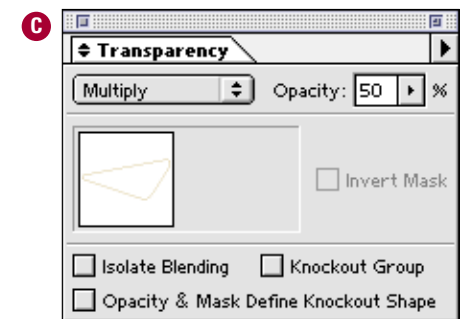 C
Transparency
Multiply Opacity: 50 %
Invert Mask
Isolate Blending Knockout Group
Opacity & Mask Define Knockout Shape